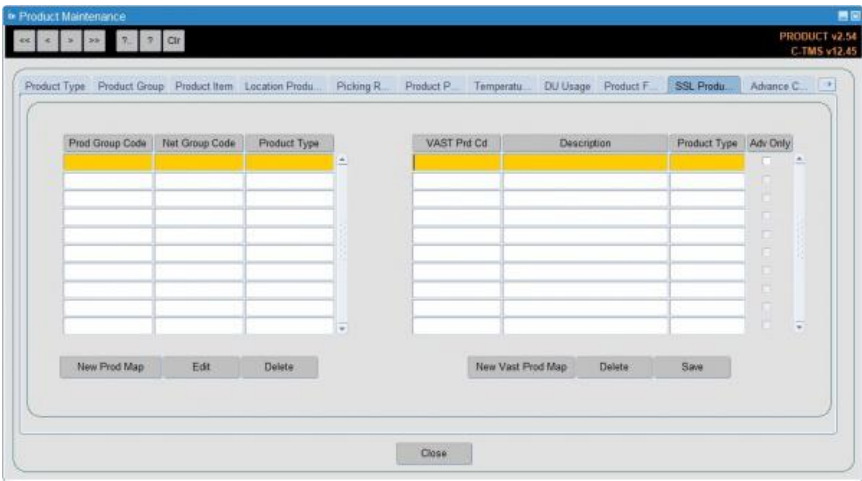 Product Maintenance
<< < > >> ?.. ? Clr
PRODUCT v2.54
C-TMS v12.45
Product Type Product Group Product Item Location Produ... Picking R... Product P... Temperatu... DU Usage Product F... SSL Produ... Advance C...
Prod Group Code Net Group Code Product Type VAST Prd Cd Description Product Type Adv Only
New Prod Map Edit Delete New Vast Prod Map Delete Save
Close